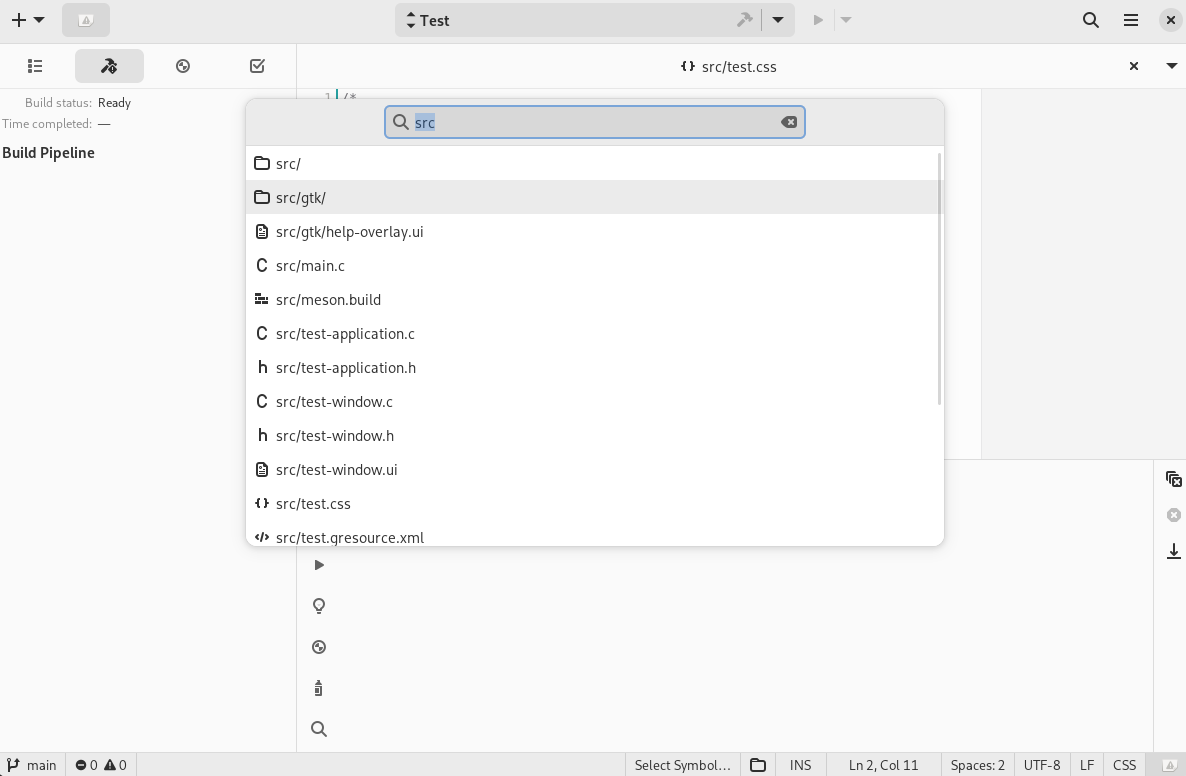 Test
src/test.css
Build status: Ready
Time completed: —
Build Pipeline
1 /*
src
src/
src/gtk/
src/gtk/help-overlay.ui
src/main.c
src/meson.build
src/test-application.c
src/test-application.h
src/test-window.c
src/test-window.h
src/test-window.ui
src/test.css
src/test.gresource.xml
main 0 0 Select Symbol… INS Ln 2, Col 11 Spaces: 2 UTF-8 LF CSS